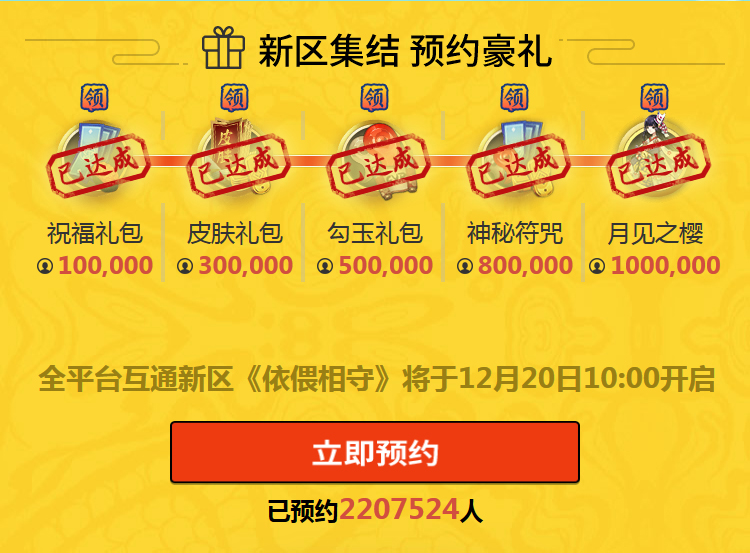 新区集结 预约豪礼
领 领 领 领 领
已达成 已达成 已达成 已达成 已达成
祝福礼包 皮肤礼包 勾玉礼包 神秘符咒 月见之樱
100,000 300,000 500,000 800,000 1000,000
全平台互通新区《依偎相守》将于12月20日10:00开启
立即预约
已预约2207524人